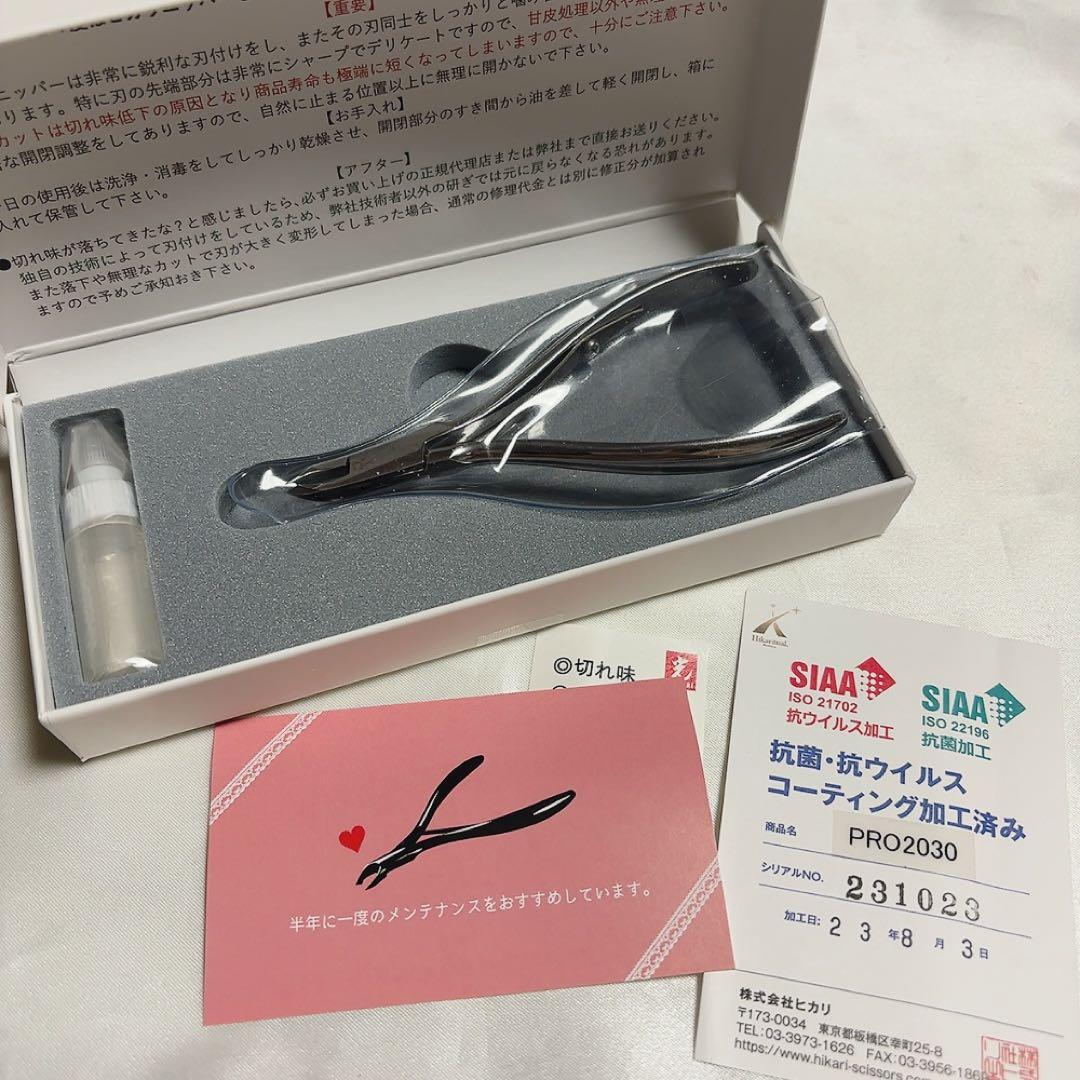 【重要】
ニッパーは非常に鋭利な刃付けをし、またその刃同士をしっかりと噛み
ります。特に刃の先端部分は非常にシャープでデリケートですので、甘皮処理以外や無理
カットは切れ味低下の原因となり商品寿命も極端に短くなってしまいますので、十分にご注意下さい。
な開閉調整をしてありますので、自然に止まる位置以上に無理に開かないで下さい。
【お手入れ】
日の使用後は洗浄・消毒をしてしっかり乾燥させ、開閉部分のすき間から油を差して軽く開閉し、箱に
入れて保管して下さい。
【アフター】
●切れ味が落ちてきたな?と感じましたら、必ずお買い上げの正規代理店または弊社まで直接お送りください。
独自の技術によって刃付けをしているため、弊社技術者以外の研ぎでは元に戻らなくなる恐れがあります。
また落下や無理なカットで刃が大きく変形してしまった場合、通常の修理代金とは別に修正分が加算され
ますので予めご承知おき下さい。
◎切れ味
半年に一度のメンテナンスをおすすめしています。
Hikarinail.
SIAA
ISO 21702
抗ウイルス加工
SIAA
ISO 22196
抗菌加工
抗菌・抗ウイルス
コーティング加工済み
商品名 PRO2030
シリアルNO. 231023
加工日; 23年8月3日
株式会社ヒカリ
〒173-0034 東京都板橋区幸町25-8
TEL:03-3973-1626 FAX:03-3956-186
https://www.hikari-scissors.com